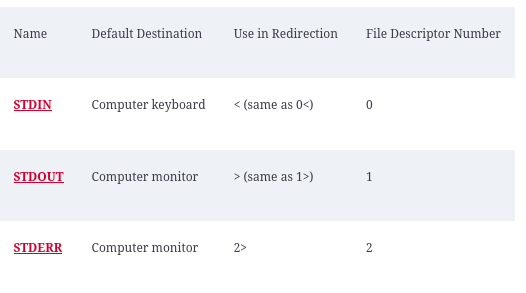 Name Default Destination Use in Redirection File Descriptor Number
STDIN Computer keyboard < (same as 0<) 0
STDOUT Computer monitor > (same as 1>) 1
STDERR Computer monitor 2> 2